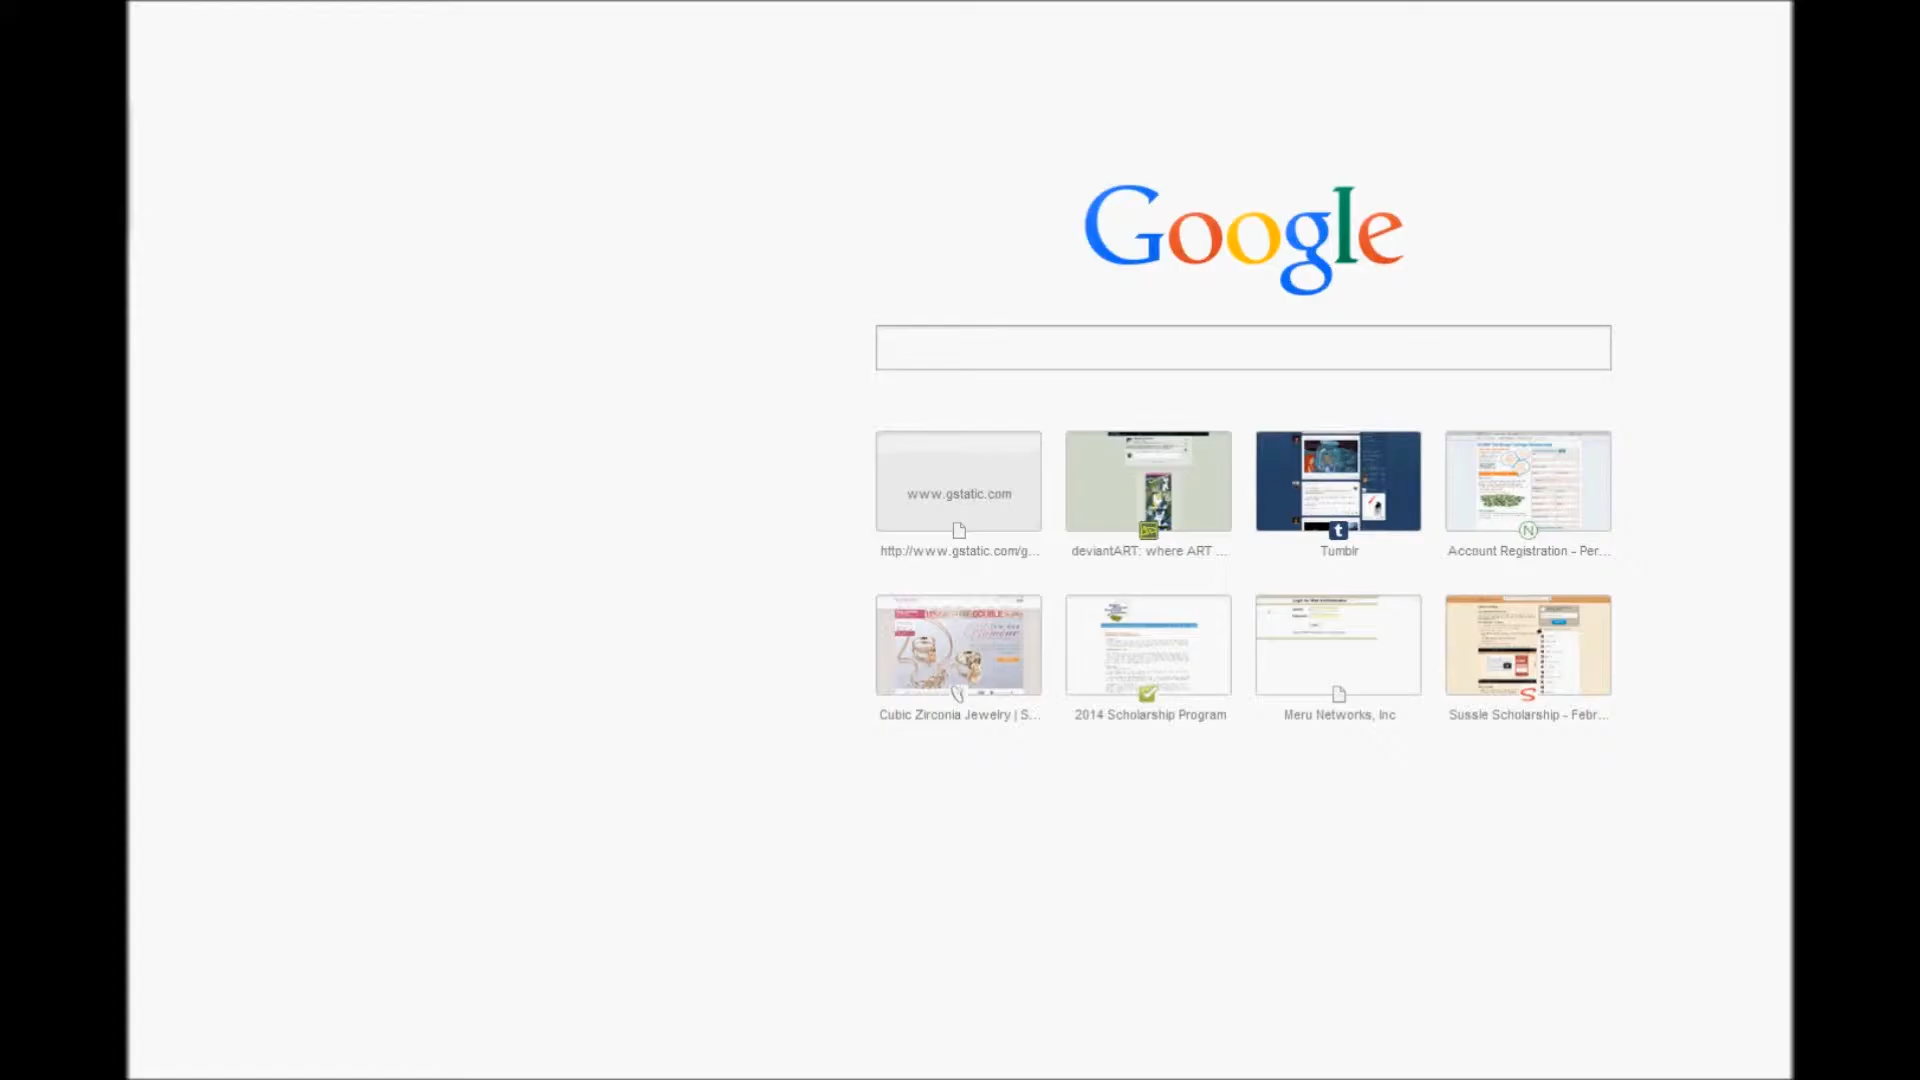 Google
www.gstatic.com
http://www.gstatic.com/g...
deviantART: where ART ...
Tumblr
Account Registration - Per...
Cubic Zirconia Jewelry | S...
2014 Scholarship Program
Meru Networks, Inc
Sussle Scholarship - Febr...